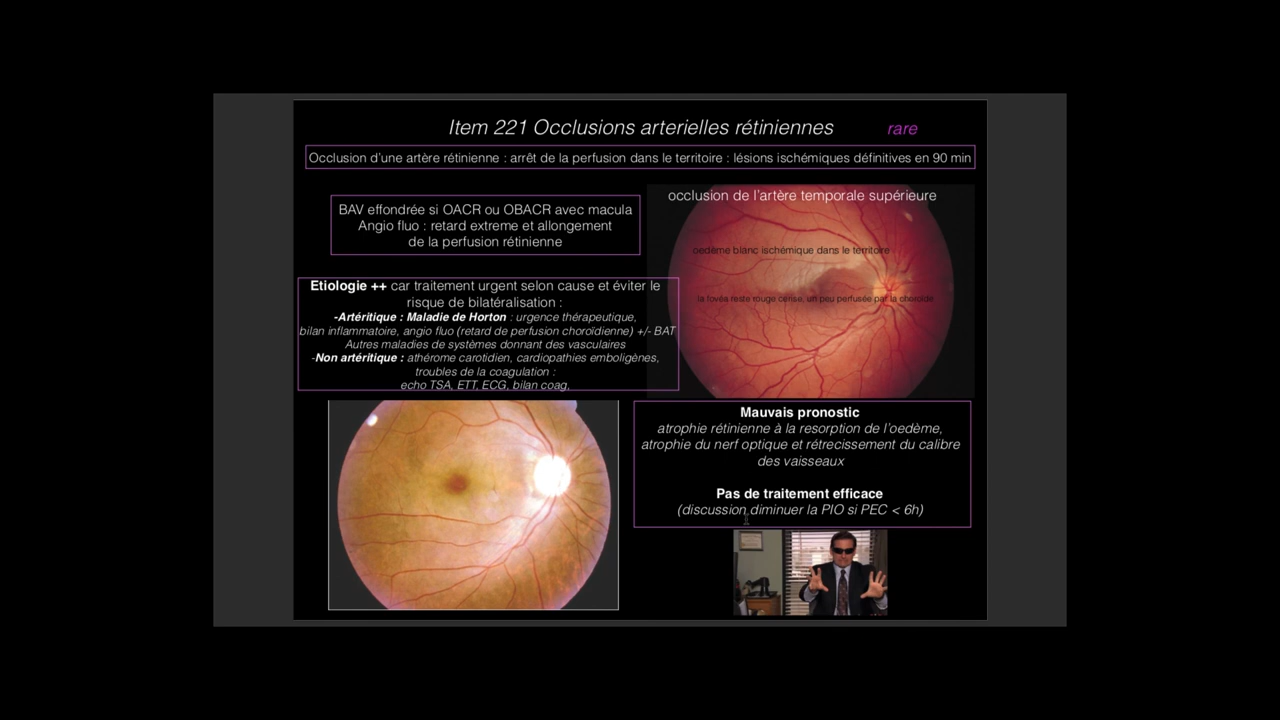 Item 221 Occlusions arterielles rétiniennes rare
Occlusion d'une artère rétinienne : arrêt de la perfusion dans le territoire : lésions ischémiques définitives en 90 min
BAV effondrée si OACR ou OBACR avec macula
Angio fluo : retard extreme et allongement
de la perfusion rétinienne
occlusion de l'artère temporale supérieure
oedème blanc ischémique dans le territoire
la fovéa reste rouge cerise, un peu perfusée par la choroïde
Etiologie ++ car traitement urgent selon cause et éviter le
risque de bilatéralisation :
-Artéritique : Maladie de Horton : urgence thérapeutique,
bilan inflammatoire, angio fluo (retard de perfusion choroïdienne) +/- BAT
Autres maladies de systèmes donnant des vasculaires
-Non artéritique : athérome carotidien, cardiopathies emboligènes,
troubles de la coagulation :
echo TSA, ETT, ECG, bilan coag,
Mauvais pronostic
atrophie rétinienne à la resorption de l'oedème,
atrophie du nerf optique et rétrecissement du calibre
des vaisseaux
Pas de traitement efficace
(discussion diminuer la PIO si PEC < 6h)